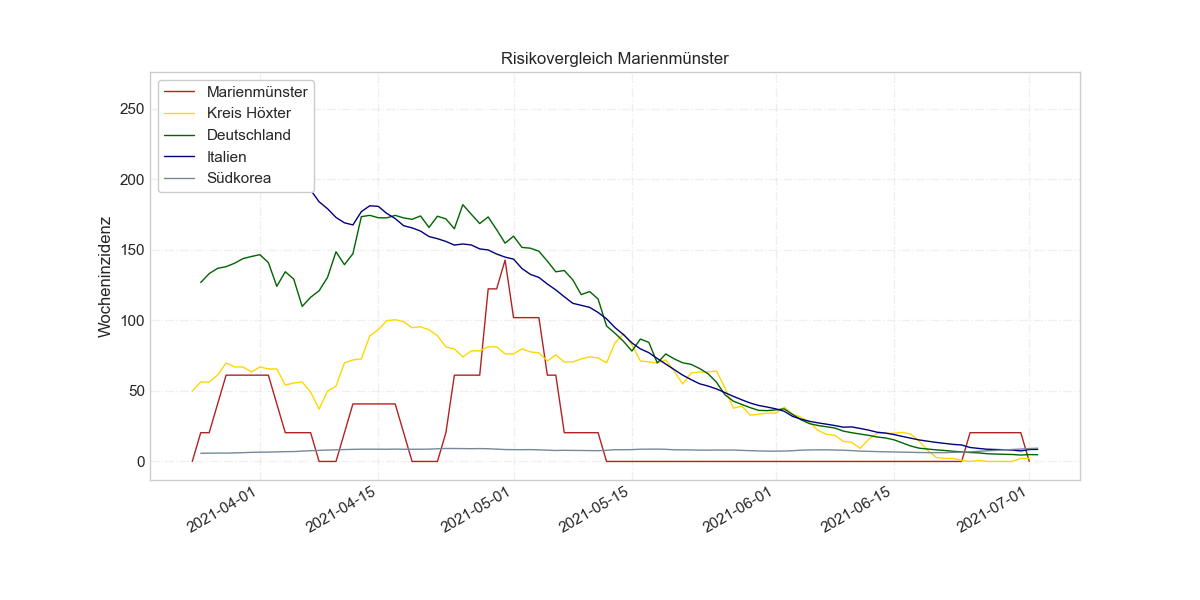 Risikovergleich Marienmünster
Marienmünster
Kreis Höxter
Deutschland
Italien
Südkorea
Wocheninzidenz
250
200
150
100
50
0
2021-04-01
2021-04-15
2021-05-01
2021-05-15
2021-06-01
2021-06-15
2021-07-01